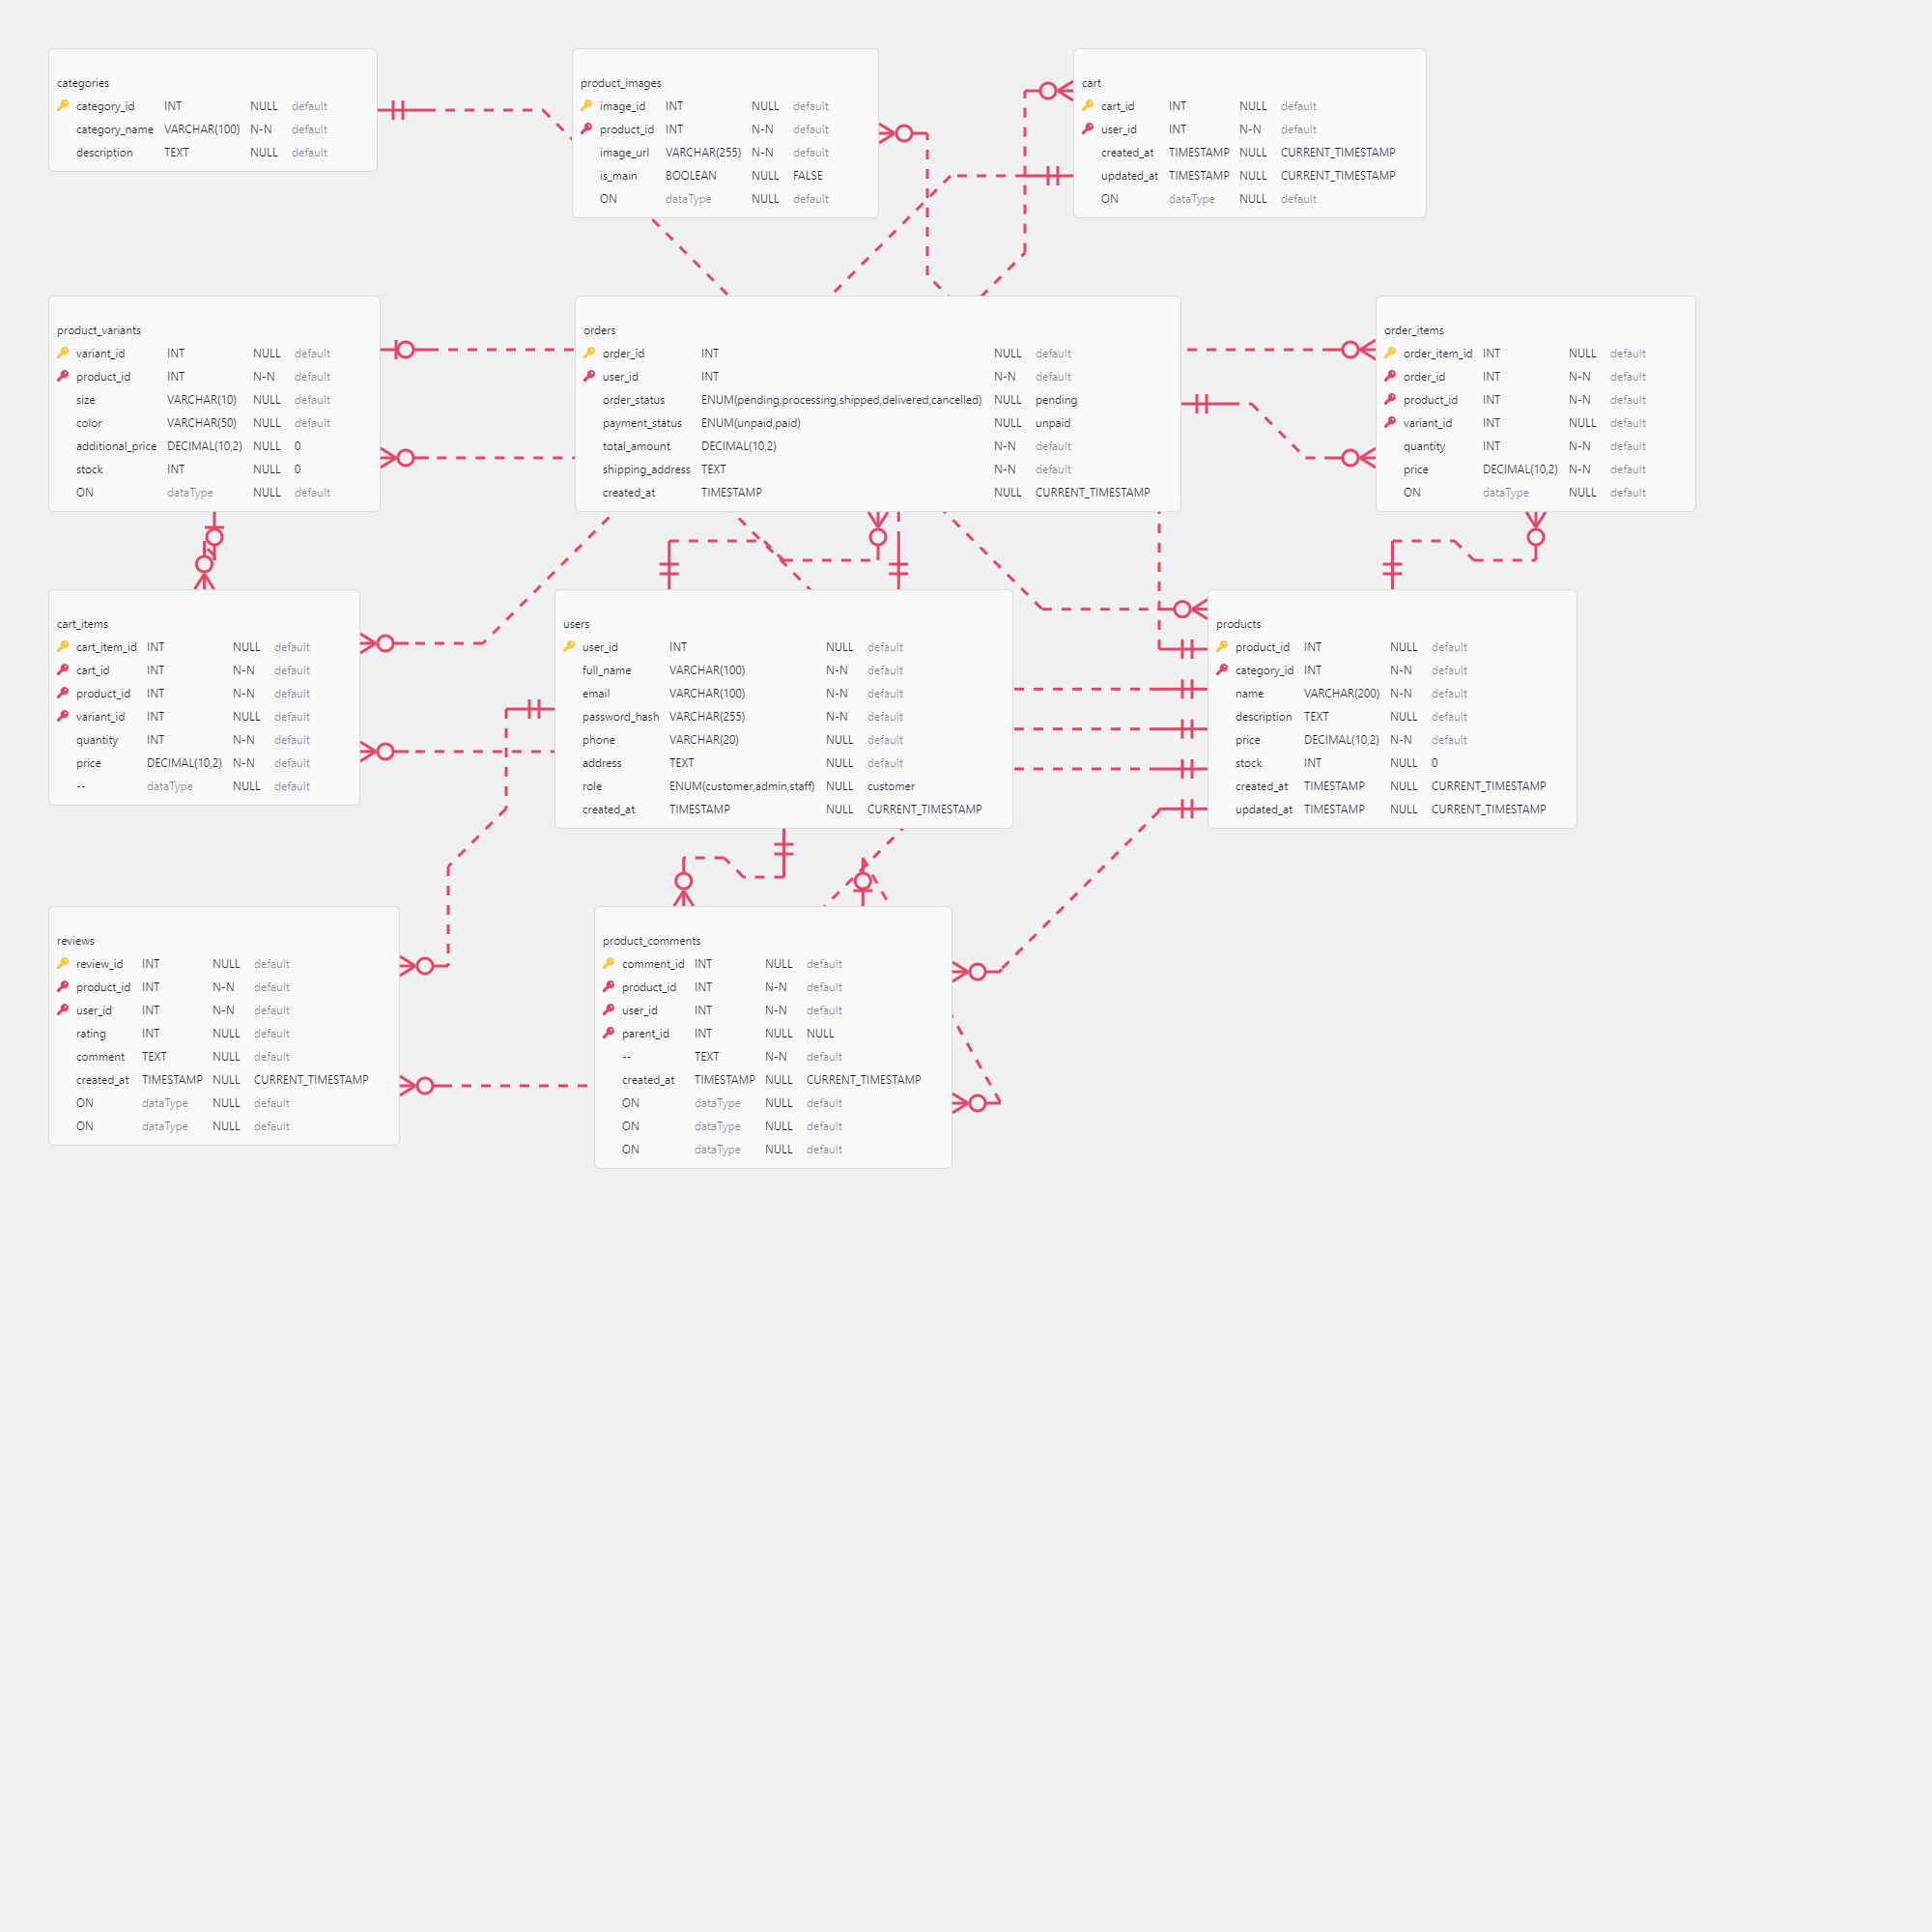 categories
category_id INT NULL default
category_name VARCHAR(100) N-N default
description TEXT NULL default
product_images
image_id INT NULL default
product_id INT N-N default
image_url VARCHAR(255) N-N default
is_main BOOLEAN NULL FALSE
ON dataType NULL default
cart
cart_id INT NULL default
user_id INT N-N default
created_at TIMESTAMP NULL CURRENT_TIMESTAMP
updated_at TIMESTAMP NULL CURRENT_TIMESTAMP
ON dataType NULL default
product_variants
variant_id INT NULL default
product_id INT N-N default
size VARCHAR(10) NULL default
color VARCHAR(50) NULL default
additional_price DECIMAL(10,2) NULL 0
stock INT NULL 0
ON dataType NULL default
orders
order_id INT NULL default
user_id INT N-N default
order_status ENUM(pending,processing,shipped,delivered,cancelled) NULL pending
payment_status ENUM(unpaid,paid) NULL unpaid
total_amount DECIMAL(10,2) N-N default
shipping_address TEXT N-N default
created_at TIMESTAMP NULL CURRENT_TIMESTAMP
order_items
order_item_id INT NULL default
order_id INT N-N default
product_id INT N-N default
variant_id INT NULL default
quantity INT N-N default
price DECIMAL(10,2) N-N default
ON dataType NULL default
cart_items
cart_item_id INT NULL default
cart_id INT N-N default
product_id INT N-N default
variant_id INT NULL default
quantity INT N-N default
price DECIMAL(10,2) N-N default
-- dataType NULL default
users
user_id INT NULL default
full_name VARCHAR(100) N-N default
email VARCHAR(100) N-N default
password_hash VARCHAR(255) N-N default
phone VARCHAR(20) NULL default
address TEXT NULL default
role ENUM(customer,admin,staff) NULL customer
created_at TIMESTAMP NULL CURRENT_TIMESTAMP
products
product_id INT NULL default
category_id INT N-N default
name VARCHAR(200) N-N default
description TEXT NULL default
price DECIMAL(10,2) N-N default
stock INT NULL 0
created_at TIMESTAMP NULL CURRENT_TIMESTAMP
updated_at TIMESTAMP NULL CURRENT_TIMESTAMP
reviews
review_id INT NULL default
product_id INT N-N default
user_id INT N-N default
rating INT NULL default
comment TEXT NULL default
created_at TIMESTAMP NULL CURRENT_TIMESTAMP
ON dataType NULL default
ON dataType NULL default
product_comments
comment_id INT NULL default
product_id INT N-N default
user_id INT N-N default
parent_id INT NULL NULL
-- TEXT N-N default
created_at TIMESTAMP NULL CURRENT_TIMESTAMP
ON dataType NULL default
ON dataType NULL default
ON dataType NULL default